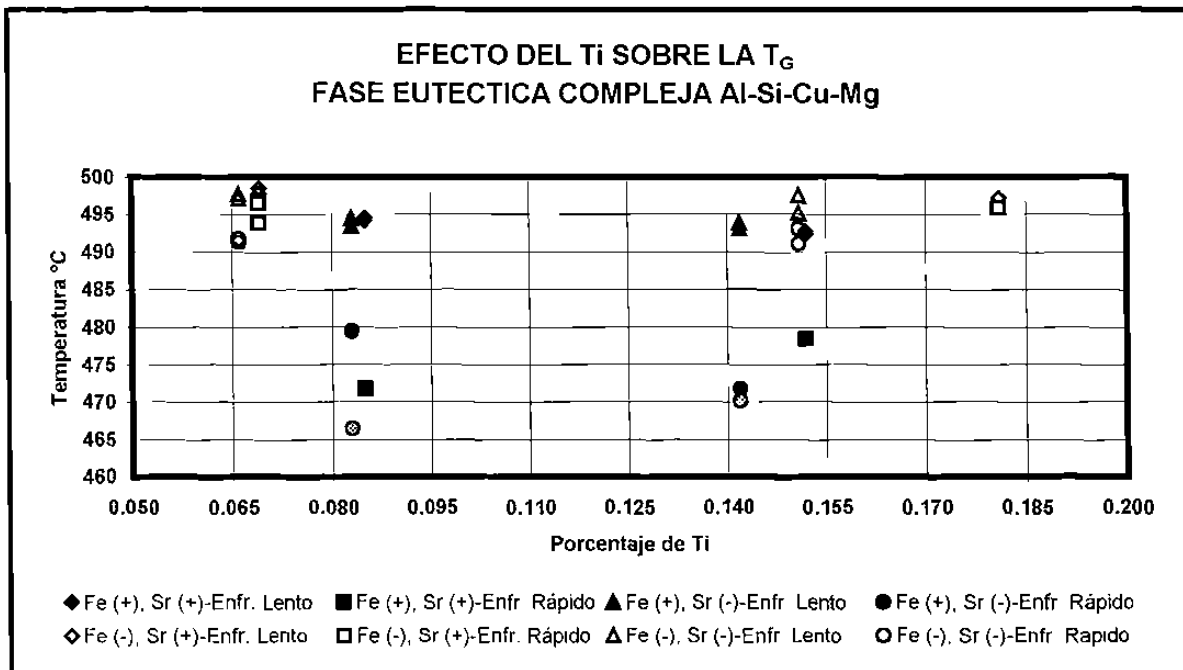 EFECTO DEL Ti SOBRE LA TG
FASE EUTECTICA COMPLEJA Al-Si-Cu-Mg
500
495
490
485
480
475
470
465
460
Temperatura °C
0.050 0.065 0.080 0.095 0.110 0.125 0.140 0.155 0.170 0.185 0.200
Porcentaje de Ti
Fe (+), Sr (+)-Enfr. Lento Fe (+), Sr (+)-Enfr Rápido Fe (+), Sr (-)-Enfr Lento Fe (+), Sr (-)-Enfr Rápido
Fe (-), Sr (+)-Enfr. Lento Fe (-), Sr (+)-Enfr. Rápido Fe (-), Sr (-)-Enfr Lento Fe (-), Sr (-)-Enfr Rapido